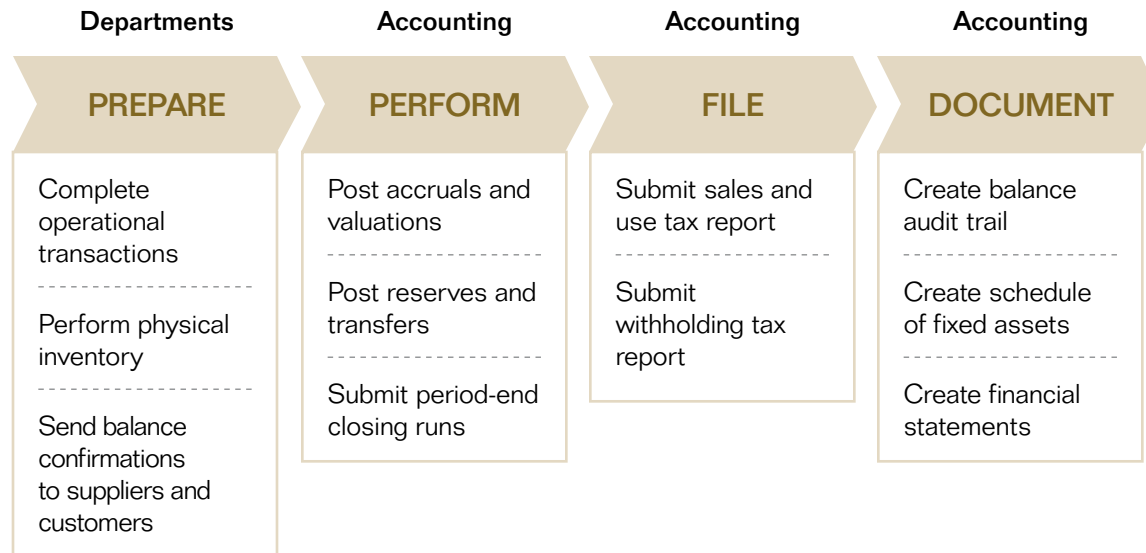 Departments
PREPARE
Complete
operational
transactions
Perform physical
inventory
Send balance
confirmations
to suppliers and
customers
Accounting
PERFORM
Post accruals and
valuations
Post reserves and
transfers
Submit period-end
closing runs
Accounting
FILE
Submit sales and
use tax report
Submit
withholding tax
report
Accounting
DOCUMENT
Create balance
audit trail
Create schedule
of fixed assets
Create financial
statements